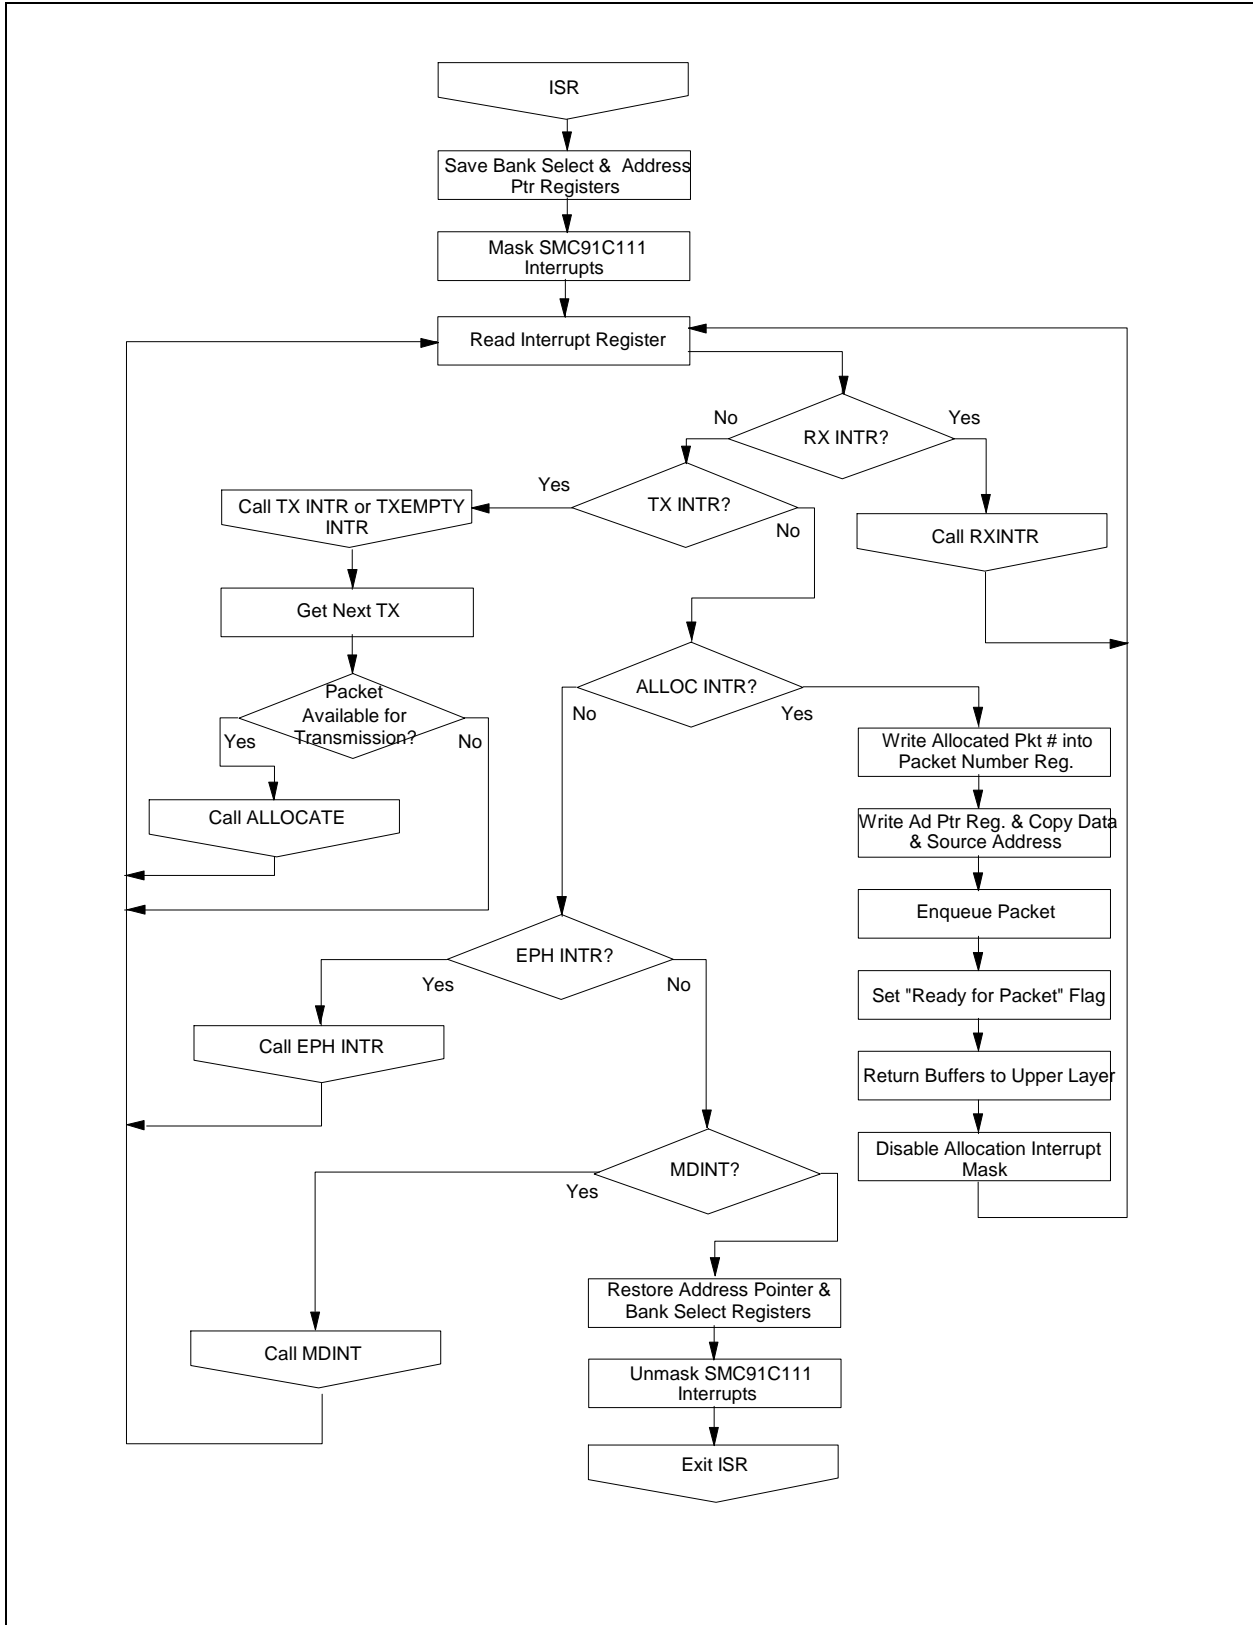 ISR
Save Bank Select & Address
Ptr Registers
Mask SMC91C111
Interrupts
Read Interrupt Register
No
Yes
RX INTR?
Yes
TX INTR?
No
Call TX INTR or TXEMPTY
INTR
Call RXINTR
Get Next TX
ALLOC INTR?
No
Yes
Packet
Available for
Transmission?
Yes
No
Write Allocated Pkt # into
Packet Number Reg.
Call ALLOCATE
Write Ad Ptr Reg. & Copy Data
& Source Address
Enqueue Packet
EPH INTR?
Yes
No
Set "Ready for Packet" Flag
Call EPH INTR
Return Buffers to Upper Layer
Disable Allocation Interrupt
Mask
MDINT?
Yes
Restore Address Pointer &
Bank Select Registers
Call MDINT
Unmask SMC91C111
Interrupts
Exit ISR